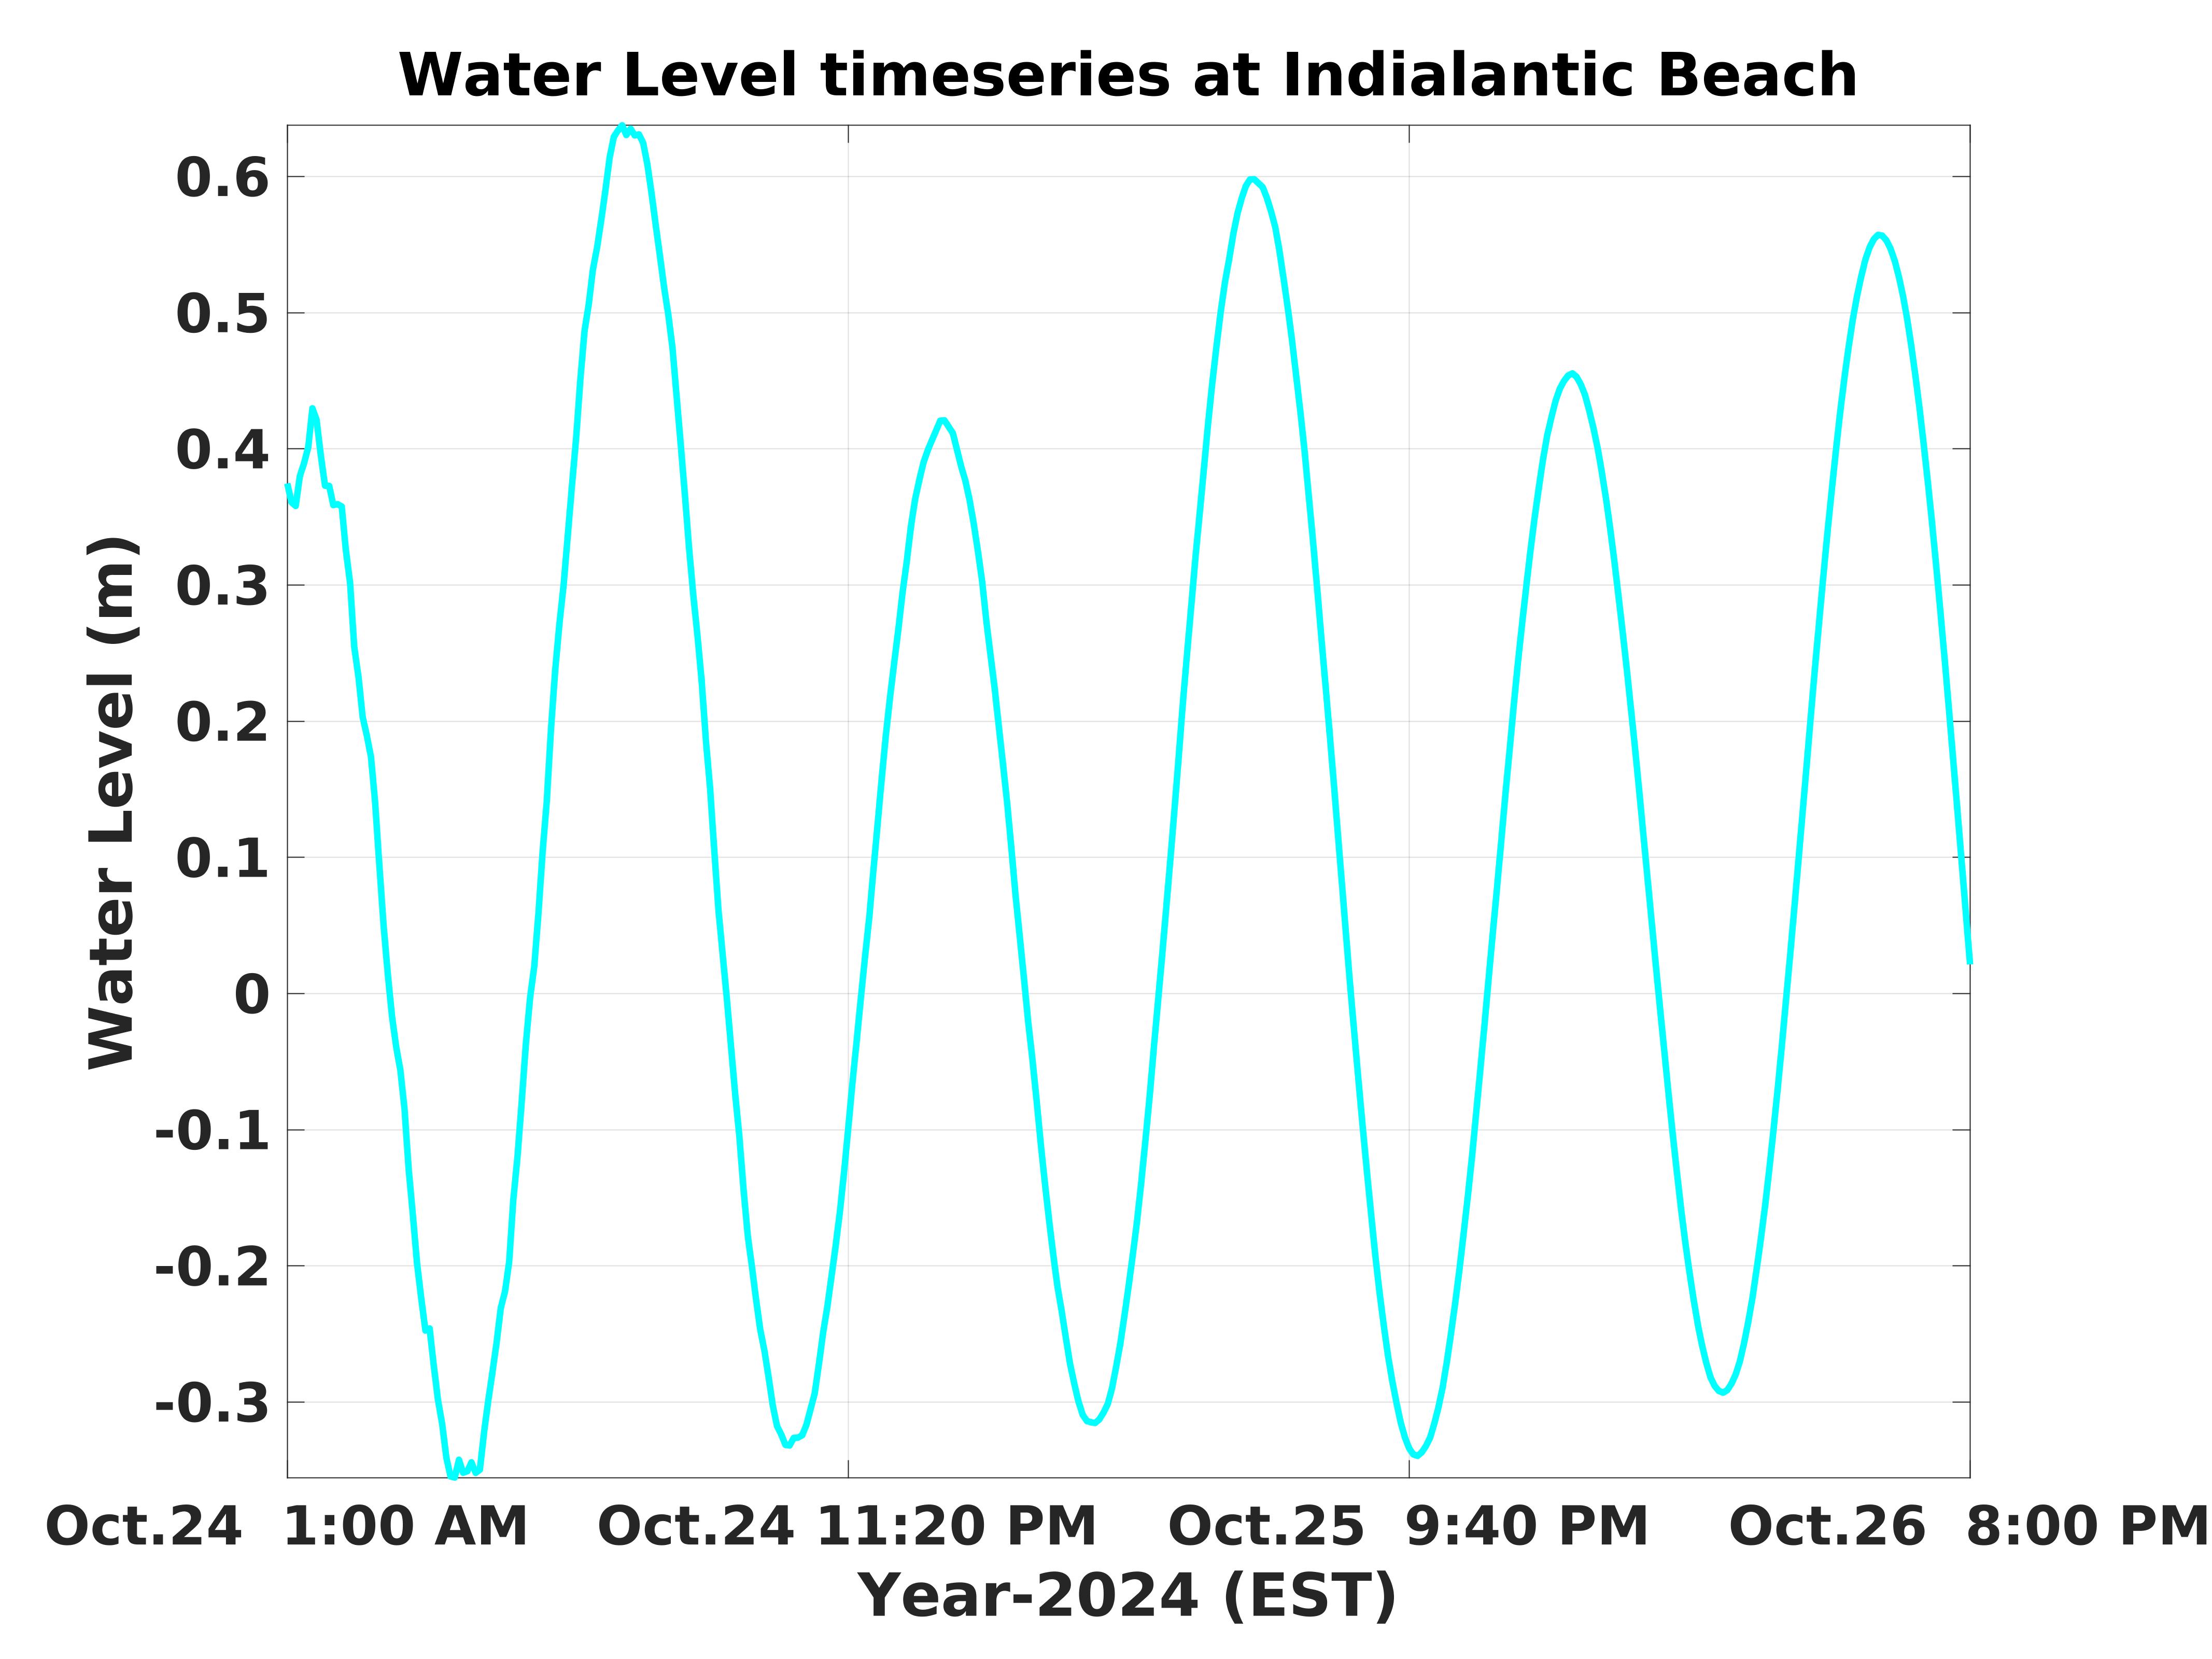 Water Level timeseries at Indialantic Beach
Water Level (m)
0.6
0.5
0.4
0.3
0.2
0.1
0
-0.1
-0.2
-0.3
Oct.24 1:00 AM Oct.24 11:20 PM Oct.25 9:40 PM Oct.26 8:00 PM
Year-2024 (EST)